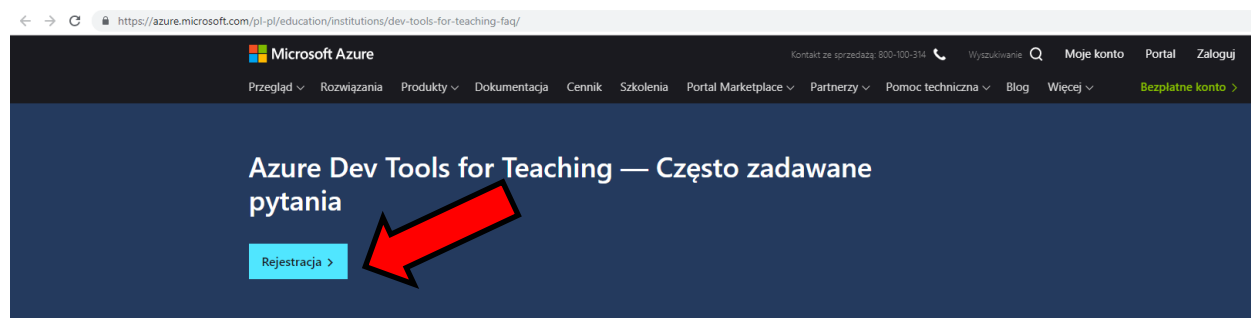 https://azure.microsoft.com/pl-pl/education/institutions/dev-tools-for-teaching-faq/
Microsoft Azure Kontakt ze sprzedażą: 800-100-314 Wyszukiwanie Moje konto Portal Zaloguj
Przegląd Rozwiązania Produkty Dokumentacja Cennik Szkolenia Portal Marketplace Partnerzy Pomoc techniczna Blog Więcej Bezpłatne konto >
Azure Dev Tools for Teaching — Często zadawane
pytania
Rejestracja >